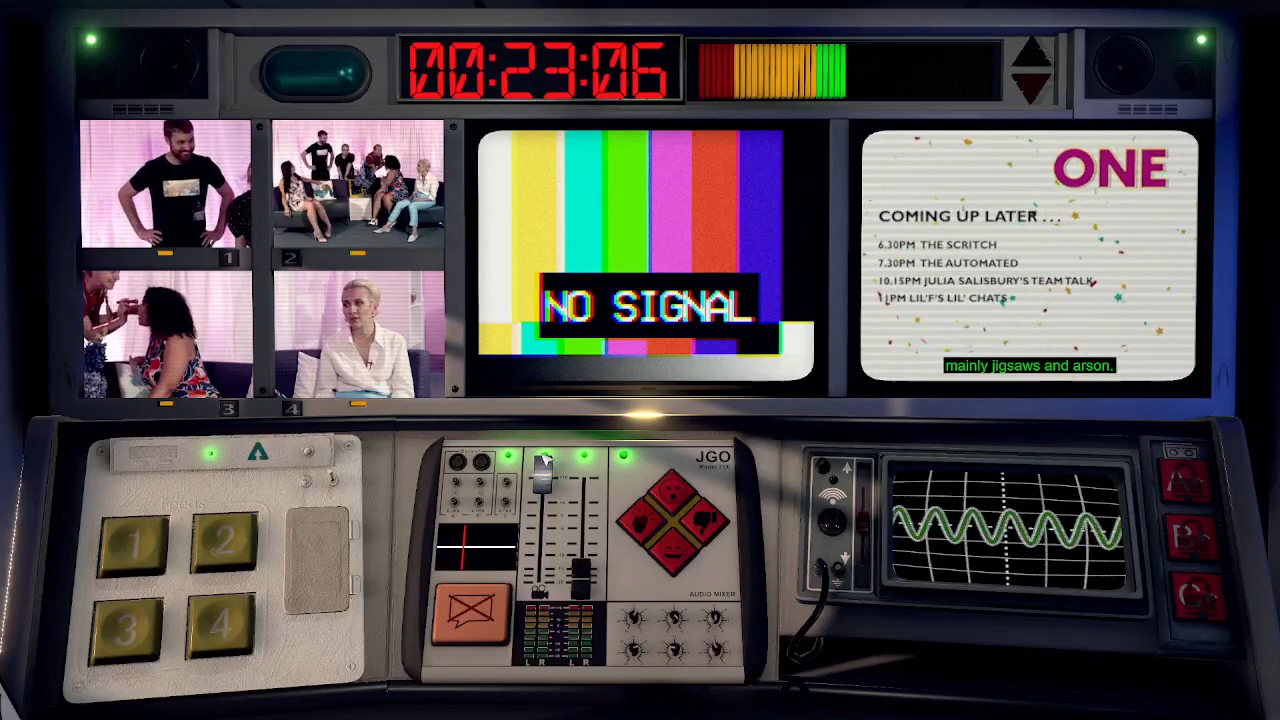 00:23:06
1
2
3
4
NO SIGNAL
ONE
COMING UP LATER . . .
6.30PM THE SCRITCH
7.30PM THE AUTOMATED
10.15PM JULIA SALISBURY'S TEAM TALK
11PM LIL'F'S LIL' CHATS
mainly jigsaws and arson.
1
2
3
4
JGO
AUDIO MIXER
L R
L R
A
B
C